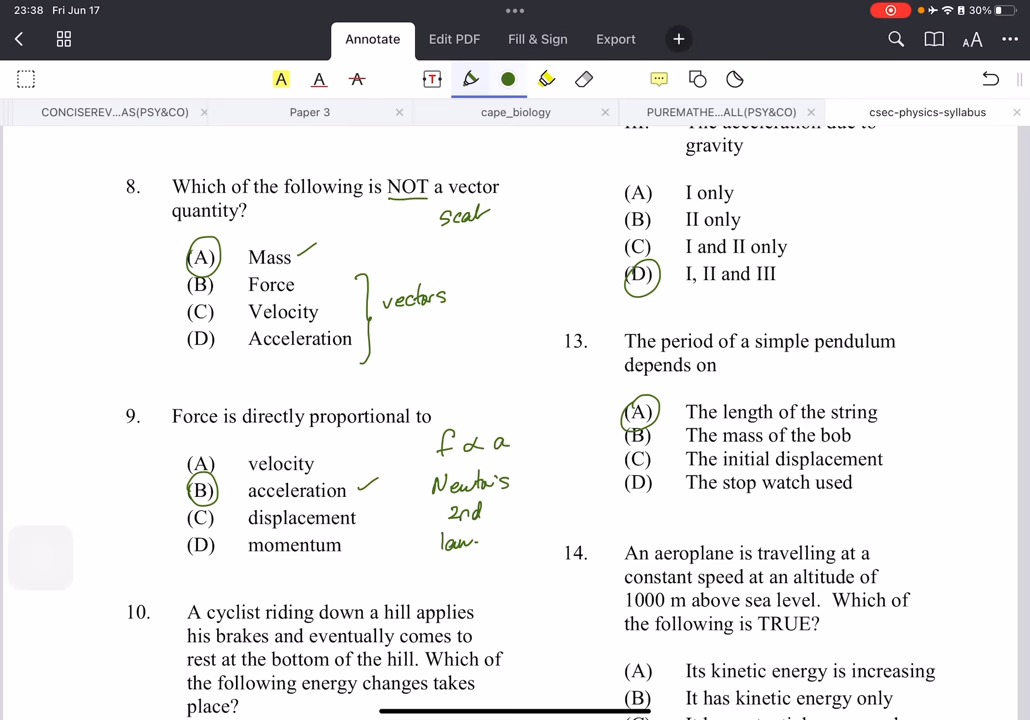 23:38 Fri Jun 17
30%
Annotate
Edit PDF
Fill & Sign
Export
+
AA
A A A T
CONCISEREV...AS(PSY&CO) ×
Paper 3 ×
cape_biology ×
PUREMATHE...ALL(PSY&CO) ×
csec-physics-syllabus ×
8. Which of the following is NOT a vector
quantity?
scal
(A) Mass ✓
(B) Force
(C) Velocity
(D) Acceleration
vectors
9. Force is directly proportional to
(A) velocity
(B) acceleration ✓
(C) displacement
(D) momentum
f ∝ a
Newton's
2nd
law.
10. A cyclist riding down a hill applies
his brakes and eventually comes to
rest at the bottom of the hill. Which of
the following energy changes takes
place?
III. The acceleration due to
gravity
(A) I only
(B) II only
(C) I and II only
(D) I, II and III
13. The period of a simple pendulum
depends on
(A) The length of the string
(B) The mass of the bob
(C) The initial displacement
(D) The stop watch used
14. An aeroplane is travelling at a
constant speed at an altitude of
1000 m above sea level. Which of
the following is TRUE?
(A) Its kinetic energy is increasing
(B) It has kinetic energy only